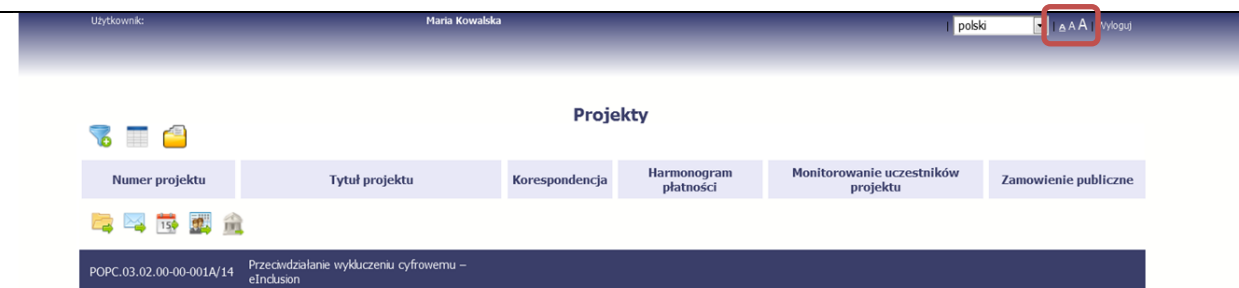 Użytkownik: Maria Kowalska | polski | A A A | Wyloguj
Projekty
Numer projektu Tytuł projektu Korespondencja Harmonogram płatności Monitorowanie uczestników projektu Zamowienie publiczne
15
POPC.03.02.00-00-001A/14 Przeciwdziałanie wykluczeniu cyfrowemu –
eInclusion